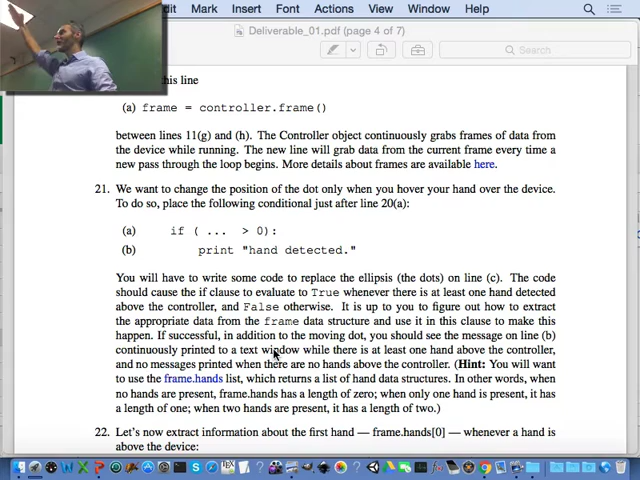 dit Mark Insert Font Actions View Window Help
Deliverable_01.pdf (page 4 of 7)
Search
this line
(a) frame = controller.frame()
between lines 11(g) and (h). The Controller object continuously grabs frames of data from
the device while running. The new line will grab data from the current frame every time a
new pass through the loop begins. More details about frames are available here.
21. We want to change the position of the dot only when you hover your hand over the device.
To do so, place the following conditional just after line 20(a):
(a) if ( ... > 0):
(b) print "hand detected."
You will have to write some code to replace the ellipsis (the dots) on line (c). The code
should cause the if clause to evaluate to True whenever there is at least one hand detected
above the controller, and False otherwise. It is up to you to figure out how to extract
the appropriate data from the frame data structure and use it in this clause to make this
happen. If successful, in addition to the moving dot, you should see the message on line (b)
continuously printed to a text window while there is at least one hand above the controller,
and no messages printed when there are no hands above the controller. (Hint: You will want
to use the frame.hands list, which returns a list of hand data structures. In other words, when
no hands are present, frame.hands has a length of zero; when only one hand is present, it has
a length of one; when two hands are present, it has a length of two.)
22. Let's now extract information about the first hand — frame.hands[0] — whenever a hand is
above the device: